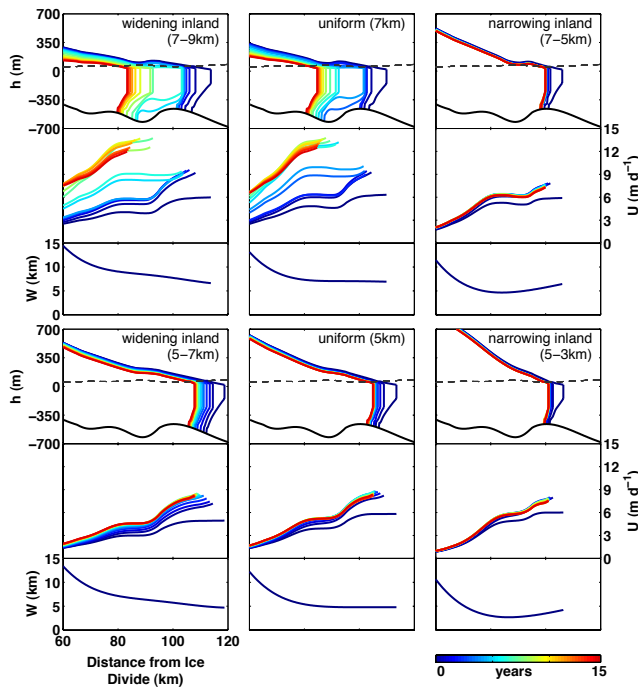 widening inland
(7−9km)
uniform (7km)
narrowing inland
(7−5km)
700
350
0
−350
−700
h (m)
15
12
9
6
3
0
U (m d⁻¹)
15
10
5
0
W (km)
widening inland
(5−7km)
uniform (5km)
narrowing inland
(5−3km)
700
350
0
−350
−700
h (m)
15
12
9
6
3
0
U (m d⁻¹)
15
10
5
0
W (km)
60 80 100 120
Distance from Ice
Divide (km)
0 years 15